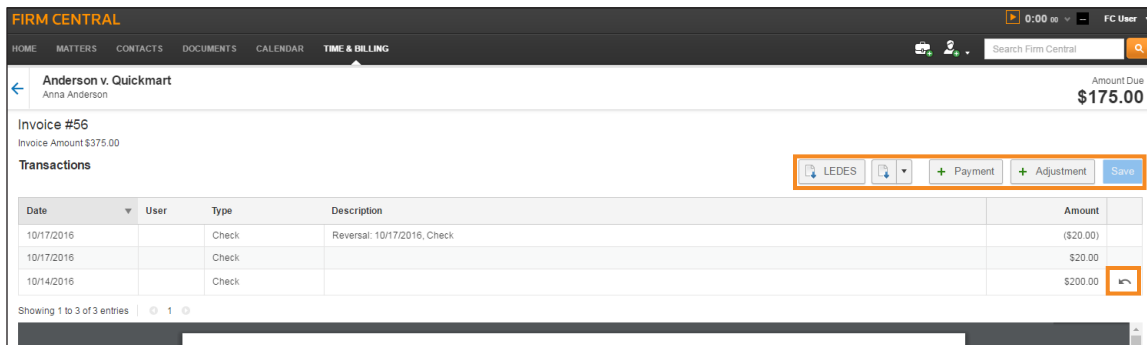 FIRM CENTRAL
0:00 00
FC User
HOME MATTERS CONTACTS DOCUMENTS CALENDAR TIME & BILLING
Search Firm Central
Anderson v. Quickmart
Anna Anderson
Amount Due
$175.00
Invoice #56
Invoice Amount $375.00
Transactions
LEDES + Payment + Adjustment Save
Date User Type Description Amount
10/17/2016 Check Reversal: 10/17/2016, Check ($20.00)
10/17/2016 Check $20.00
10/14/2016 Check $200.00
Showing 1 to 3 of 3 entries 1